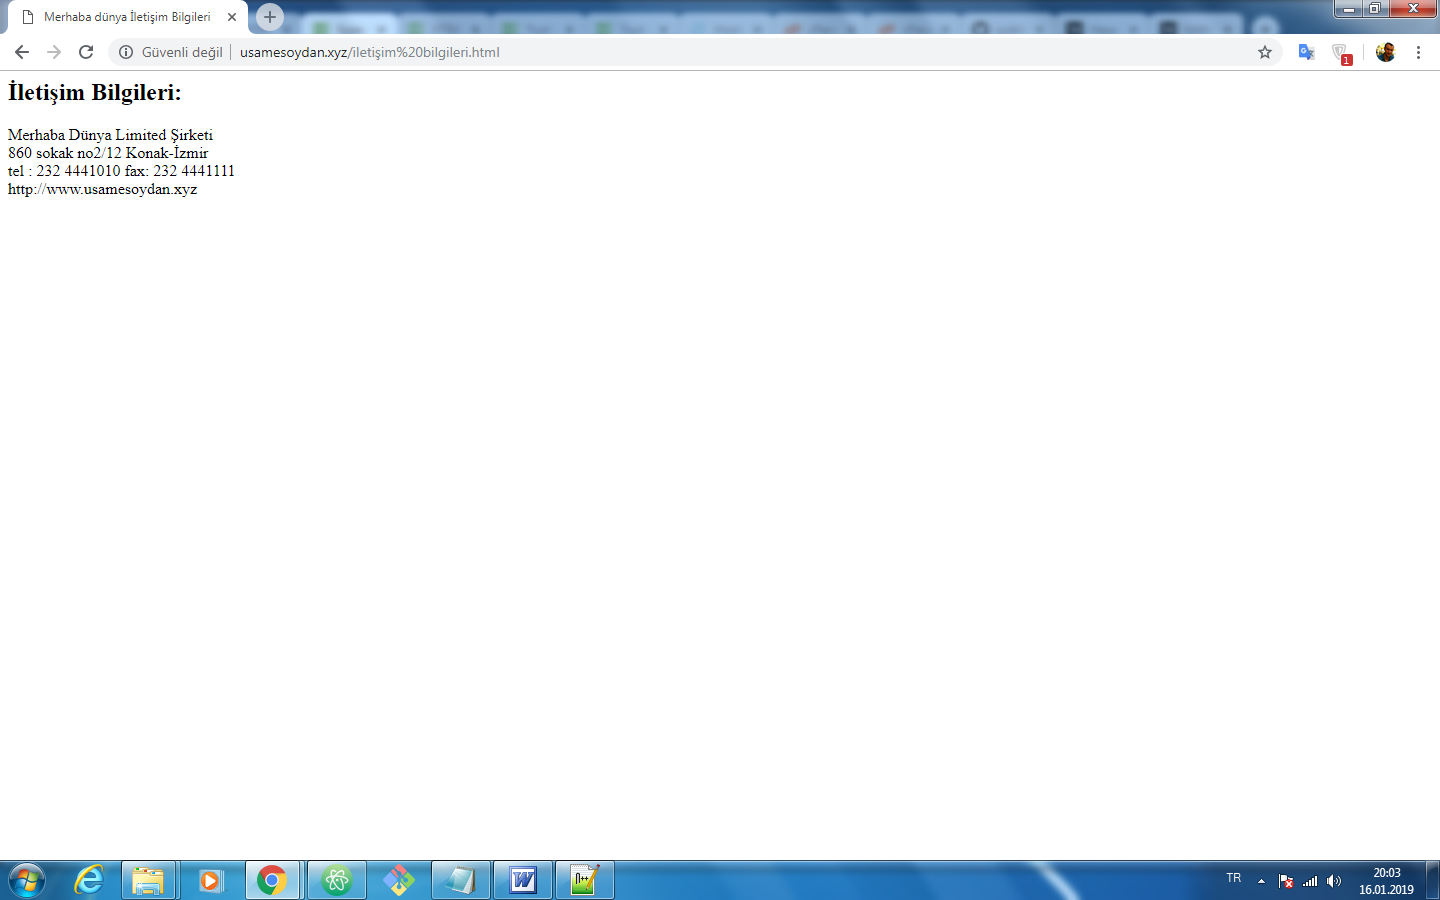 Merhaba dünya İletişim Bilgileri
Güvenli değil
usamesoydan.xyz/iletişim%20bilgileri.html
1
İletişim Bilgileri:
Merhaba Dünya Limited Şirketi
860 sokak no2/12 Konak-İzmir
tel : 232 4441010 fax: 232 4441111
http://www.usamesoydan.xyz
TR
20:03
16.01.2019